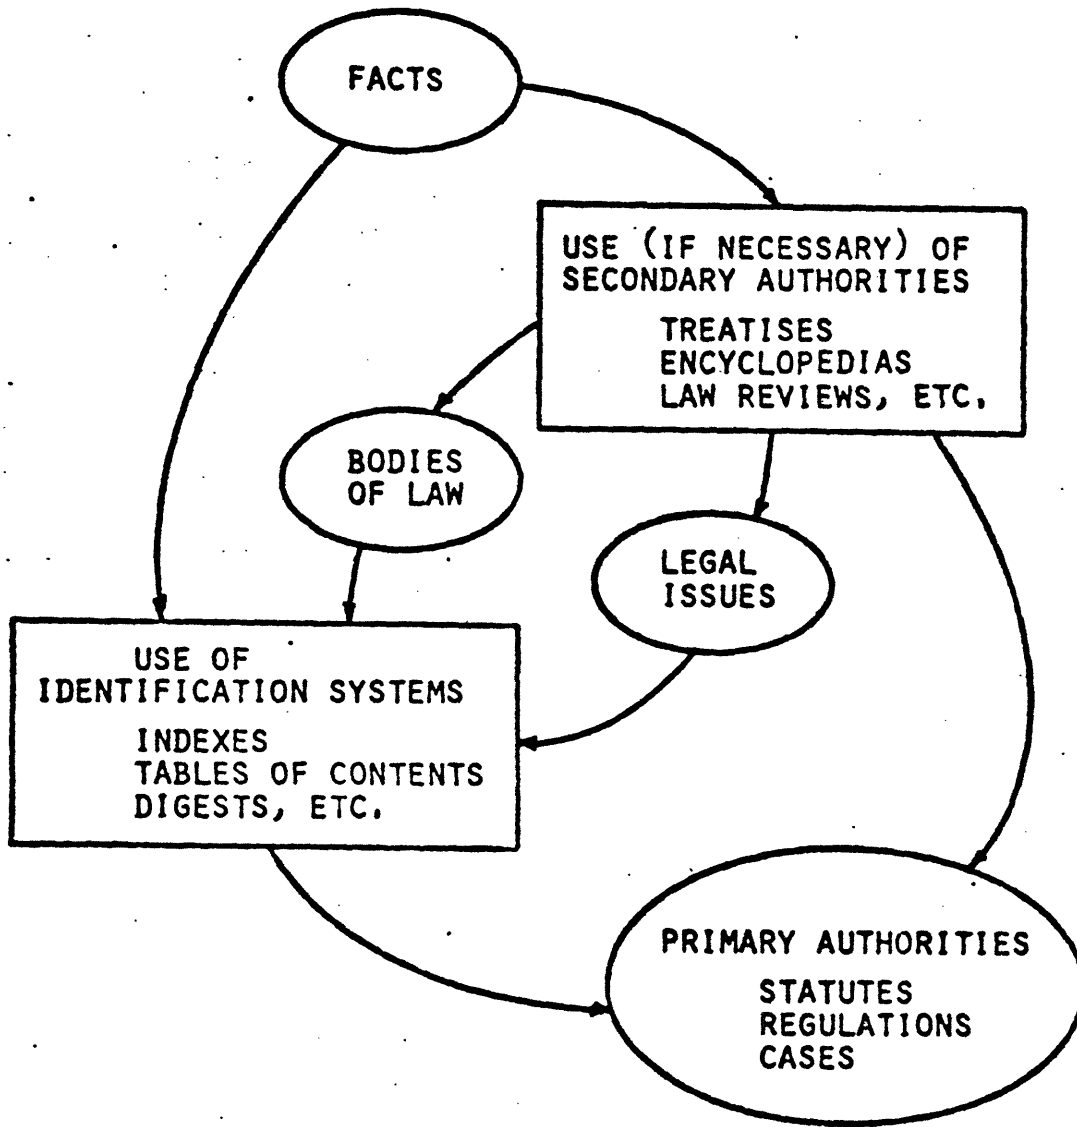 FACTS
USE (IF NECESSARY) OF
SECONDARY AUTHORITIES
TREATISES
ENCYCLOPEDIAS
LAW REVIEWS, ETC.
BODIES
OF LAW
LEGAL
ISSUES
USE OF
IDENTIFICATION SYSTEMS
INDEXES
TABLES OF CONTENTS
DIGESTS, ETC.
PRIMARY AUTHORITIES
STATUTES
REGULATIONS
CASES